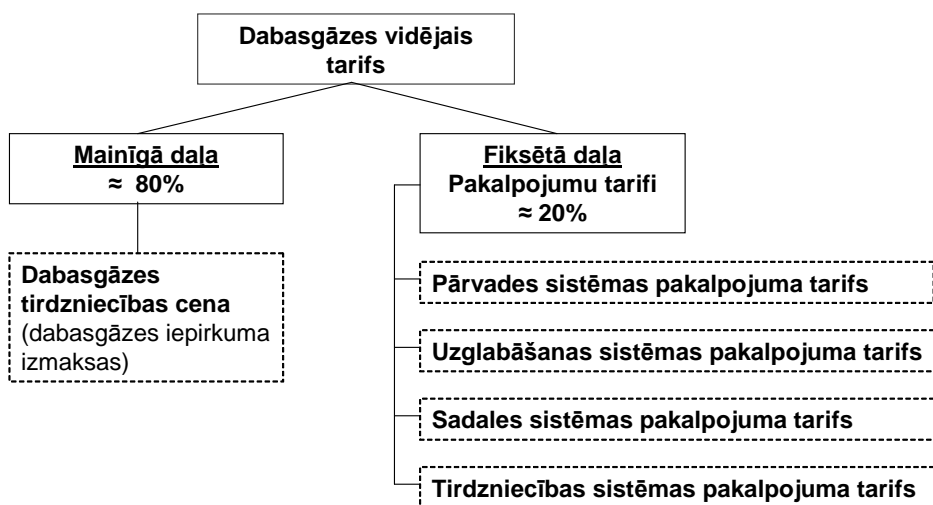 Dabasgāzes vidējais
tarifs
Mainīgā daļa
≈ 80%
Fiksētā daļa
Pakalpojumu tarifi
≈ 20%
Dabasgāzes
tirdzniecības cena
(dabasgāzes iepirkuma
izmaksas)
Pārvades sistēmas pakalpojuma tarifs
Uzglabāšanas sistēmas pakalpojuma tarifs
Sadales sistēmas pakalpojuma tarifs
Tirdzniecības sistēmas pakalpojuma tarifs